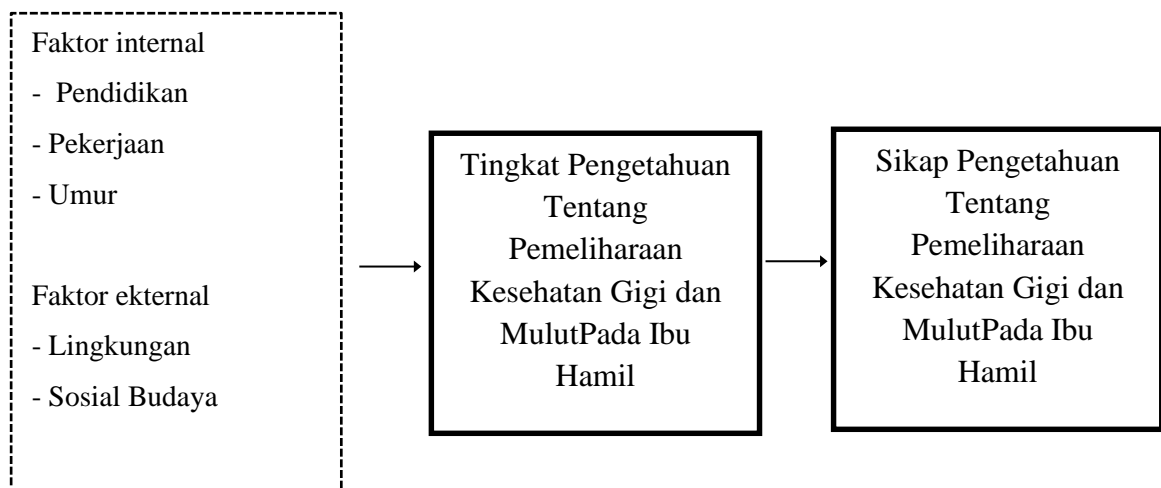 Faktor internal
- Pendidikan
- Pekerjaan
- Umur
Faktor ekternal
- Lingkungan
- Sosial Budaya
Tingkat Pengetahuan
Tentang
Pemeliharaan
Kesehatan Gigi dan
MulutPada Ibu
Hamil
Sikap Pengetahuan
Tentang
Pemeliharaan
Kesehatan Gigi dan
MulutPada Ibu
Hamil